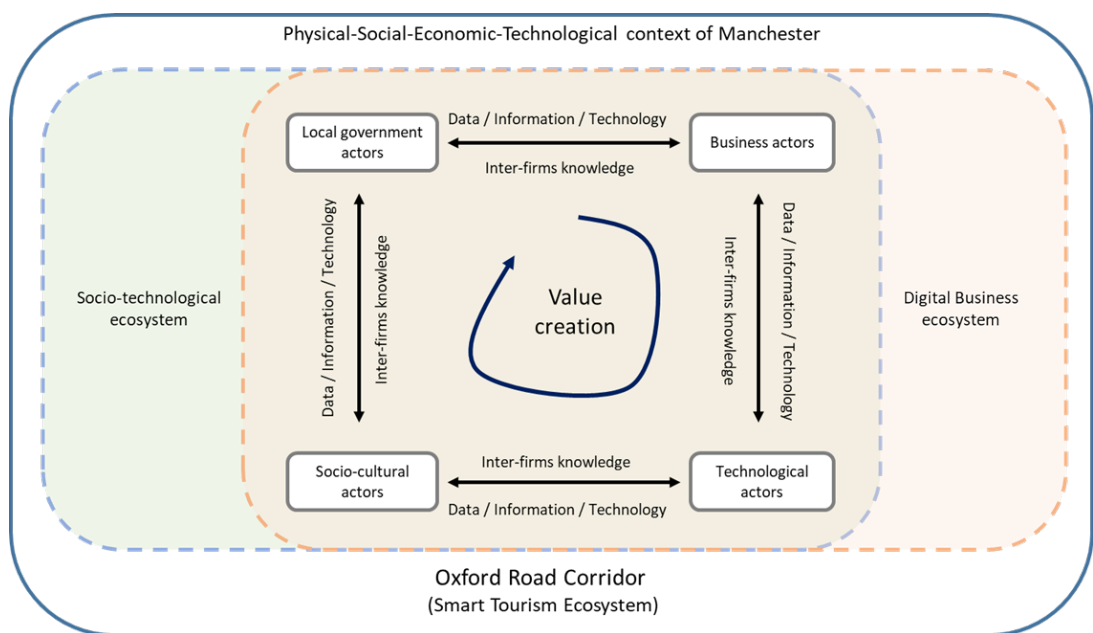 Physical-Social-Economic-Technological context of Manchester
Local government
actors
Data / Information / Technology
Inter-firms knowledge
Business actors
Socio-technological
ecosystem
Data / Information / Technology
Inter-firms knowledge
Value
creation
Inter-firms knowledge
Data / Information / Technology
Digital Business
ecosystem
Socio-cultural
actors
Inter-firms knowledge
Data / Information / Technology
Technological
actors
Oxford Road Corridor
(Smart Tourism Ecosystem)